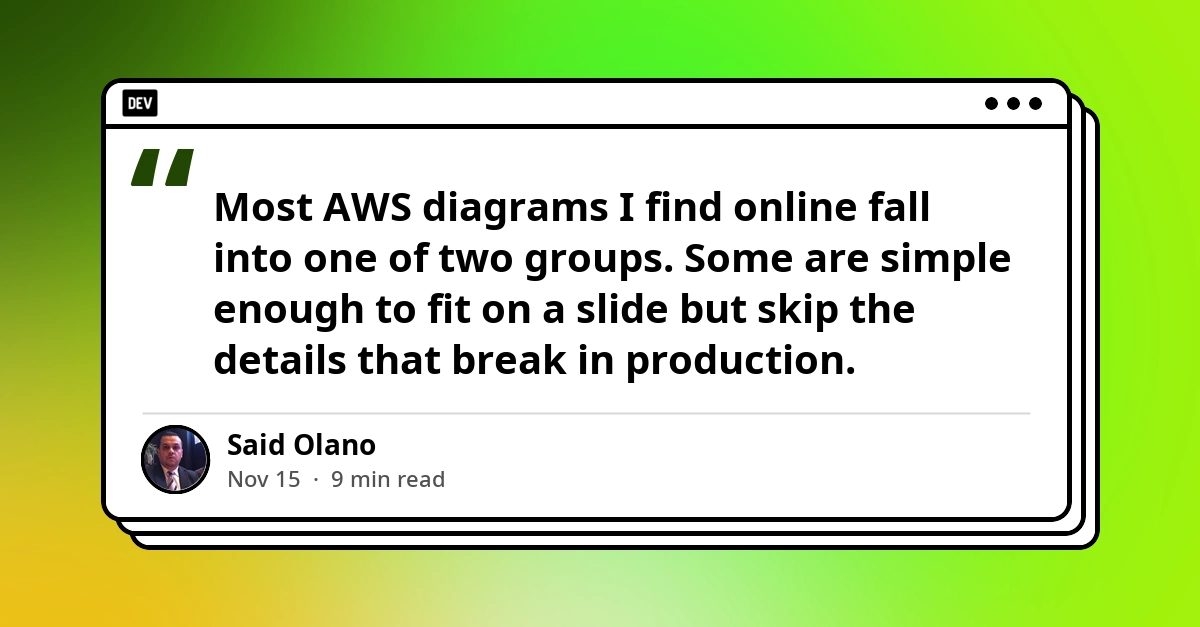 DEV
“
Most AWS diagrams I find online fall
into one of two groups. Some are simple
enough to fit on a slide but skip the
details that break in production.
Said Olano
Nov 15 · 9 min read